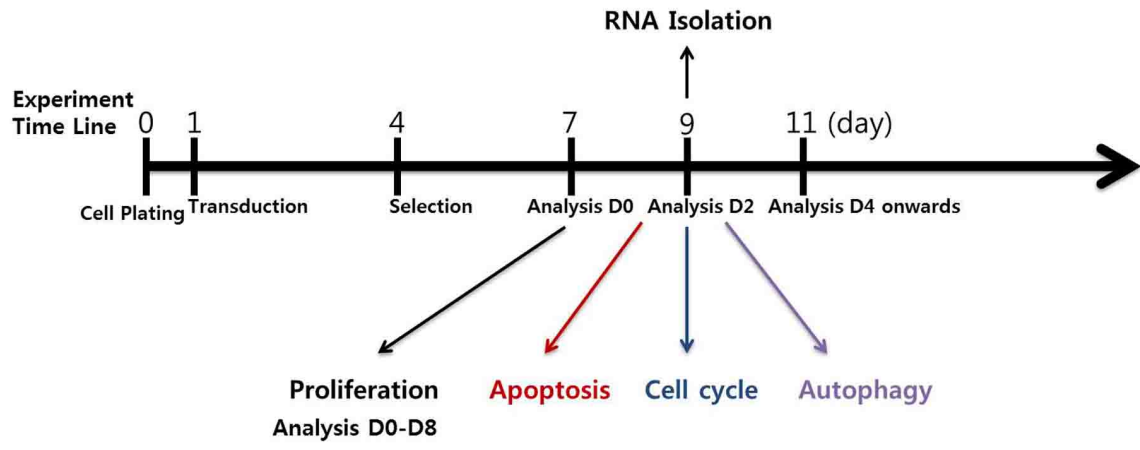 RNA Isolation
Experiment
Time Line
0 1 4 7 9 11 (day)
Cell Plating Transduction Selection Analysis D0 Analysis D2 Analysis D4 onwards
Proliferation Apoptosis Cell cycle Autophagy
Analysis D0-D8